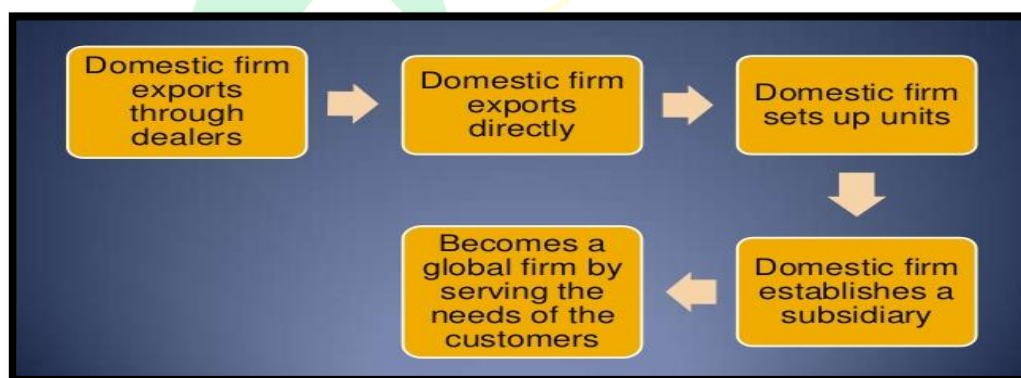 Domestic firm
exports
through
dealers
Domestic firm
exports
directly
Domestic firm
sets up units
Domestic firm
establishes a
subsidiary
Becomes a
global firm by
serving the
needs of the
customers